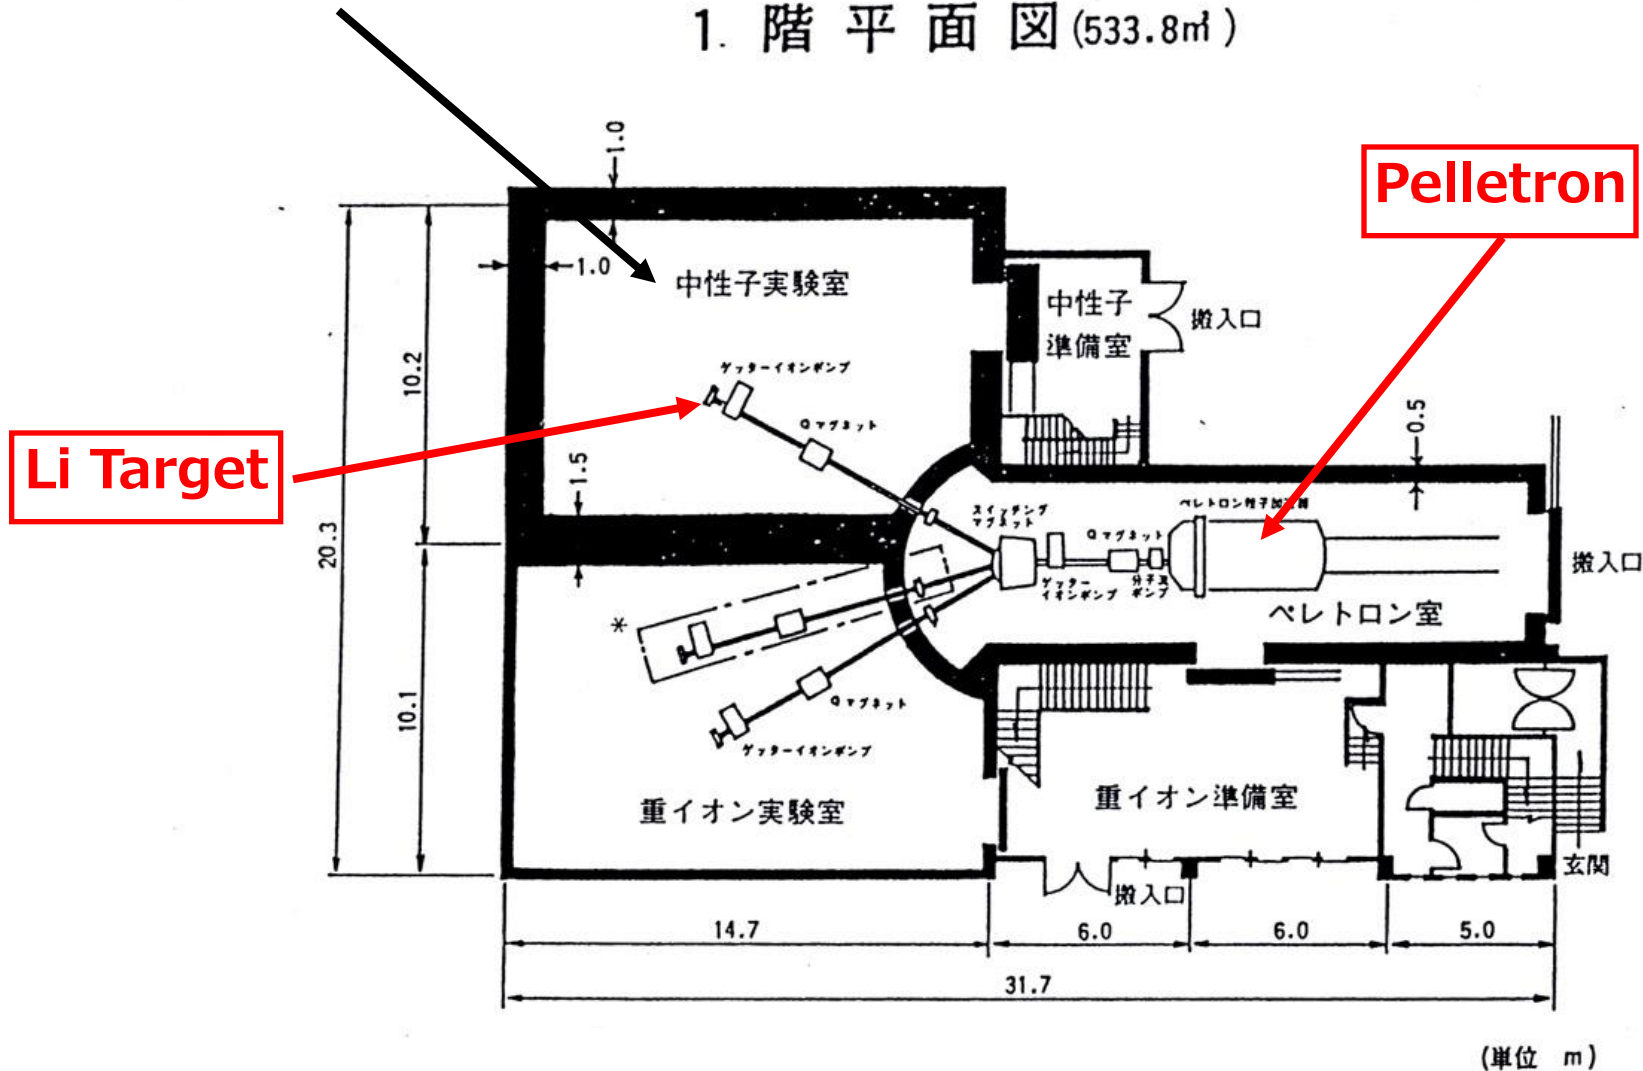 1. 階平面図(533.8㎡)
1.0
Pelletron
1.0
中性子実験室
中性子
準備室
搬入口
10.2
ゲッターイオンポンプ
Qマグネット
0.5
Li Target
1.5
スイッチング
マグネット
ペレトロン粒子加速器
Qマグネット
20.3
搬入口
ゲッター
イオンポンプ
分子流
ポンプ
ペレトロン室
*
10.1
Qマグネット
ゲッターイオンポンプ
重イオン実験室
重イオン準備室
玄関
搬入口
14.7
6.0
6.0
5.0
31.7
(単位 m)